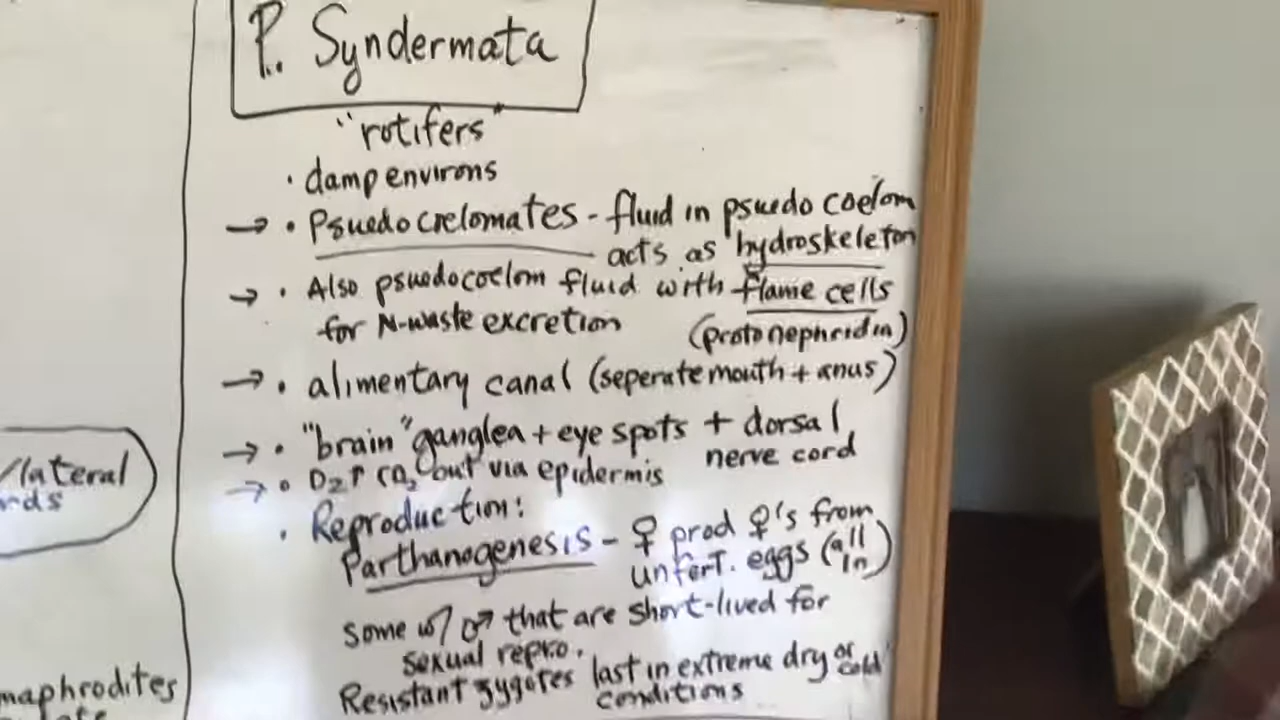 P. Syndermata
"rotifers"
· damp environs
→ · Psuedocoelomates - fluid in psuedo coelom
acts as hydroskeleton
→ · Also psuedocoelom fluid with flame cells
for N-waste excretion (protonephridia)
→ · alimentary canal (seperate mouth + anus)
→ · "brain" ganglea + eye spots + dorsal
nerve cord
→ · O2↑ CO2 out via epidermis
· Reproduction:
Parthanogenesis - ♀ prod ♀'s from
unfert. eggs (all in)
some w/ ♂ that are short-lived for
sexual repro.
Resistant zygotes last in extreme dry or cold
conditions
/lateral
rds
maphrodites